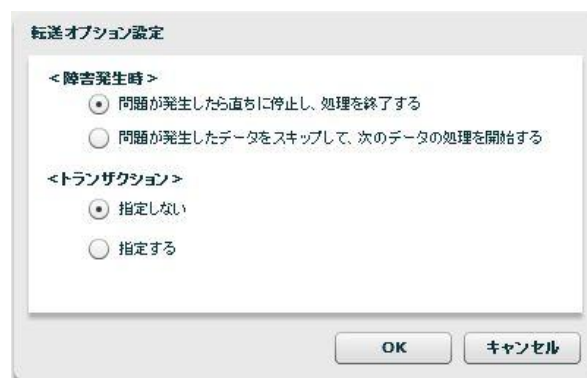 転送オプション設定
<障害発生時>
問題が発生したら直ちに停止し、処理を終了する
問題が発生したデータをスキップして、次のデータの処理を開始する
<トランザクション>
指定しない
指定する
OK
キャンセル